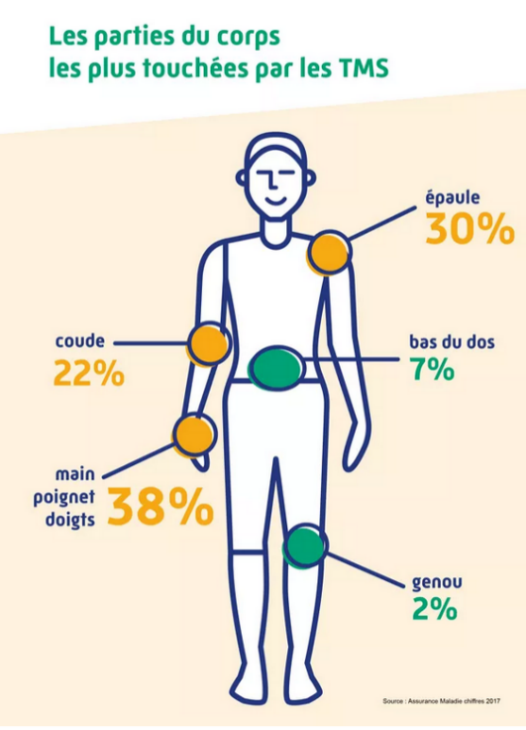 Les parties du corps
les plus touchées par les TMS
épaule
30%
coude
22%
bas du dos
7%
main
poignet
doigts
38%
genou
2%
Source : Assurance Maladie chiffres 2017